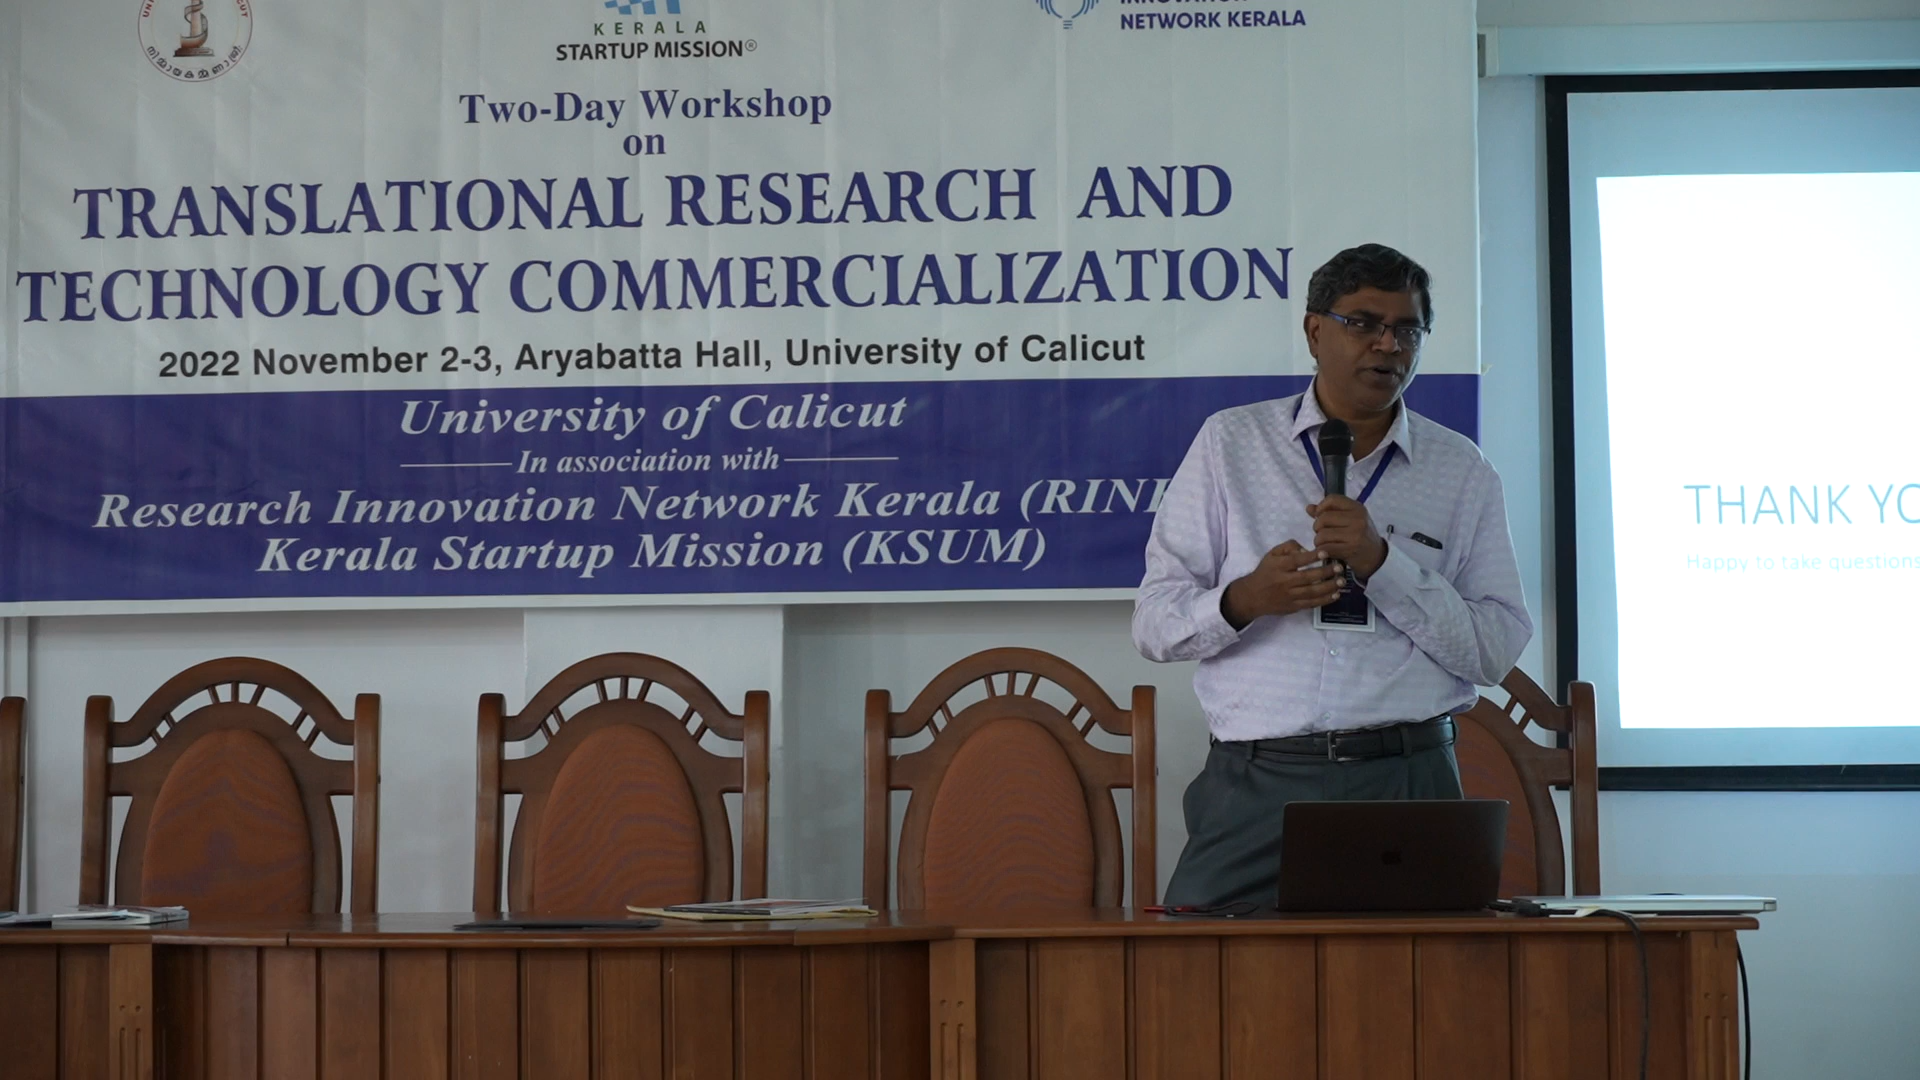 KERALA
STARTUP MISSION®
NETWORK KERALA
Two-Day Workshop
on
TRANSLATIONAL RESEARCH AND
TECHNOLOGY COMMERCIALIZATION
2022 November 2-3, Aryabatta Hall, University of Calicut
University of Calicut
In association with
Research Innovation Network Kerala (RIN
Kerala Startup Mission (KSUM)
THANK YO
Happy to take questions